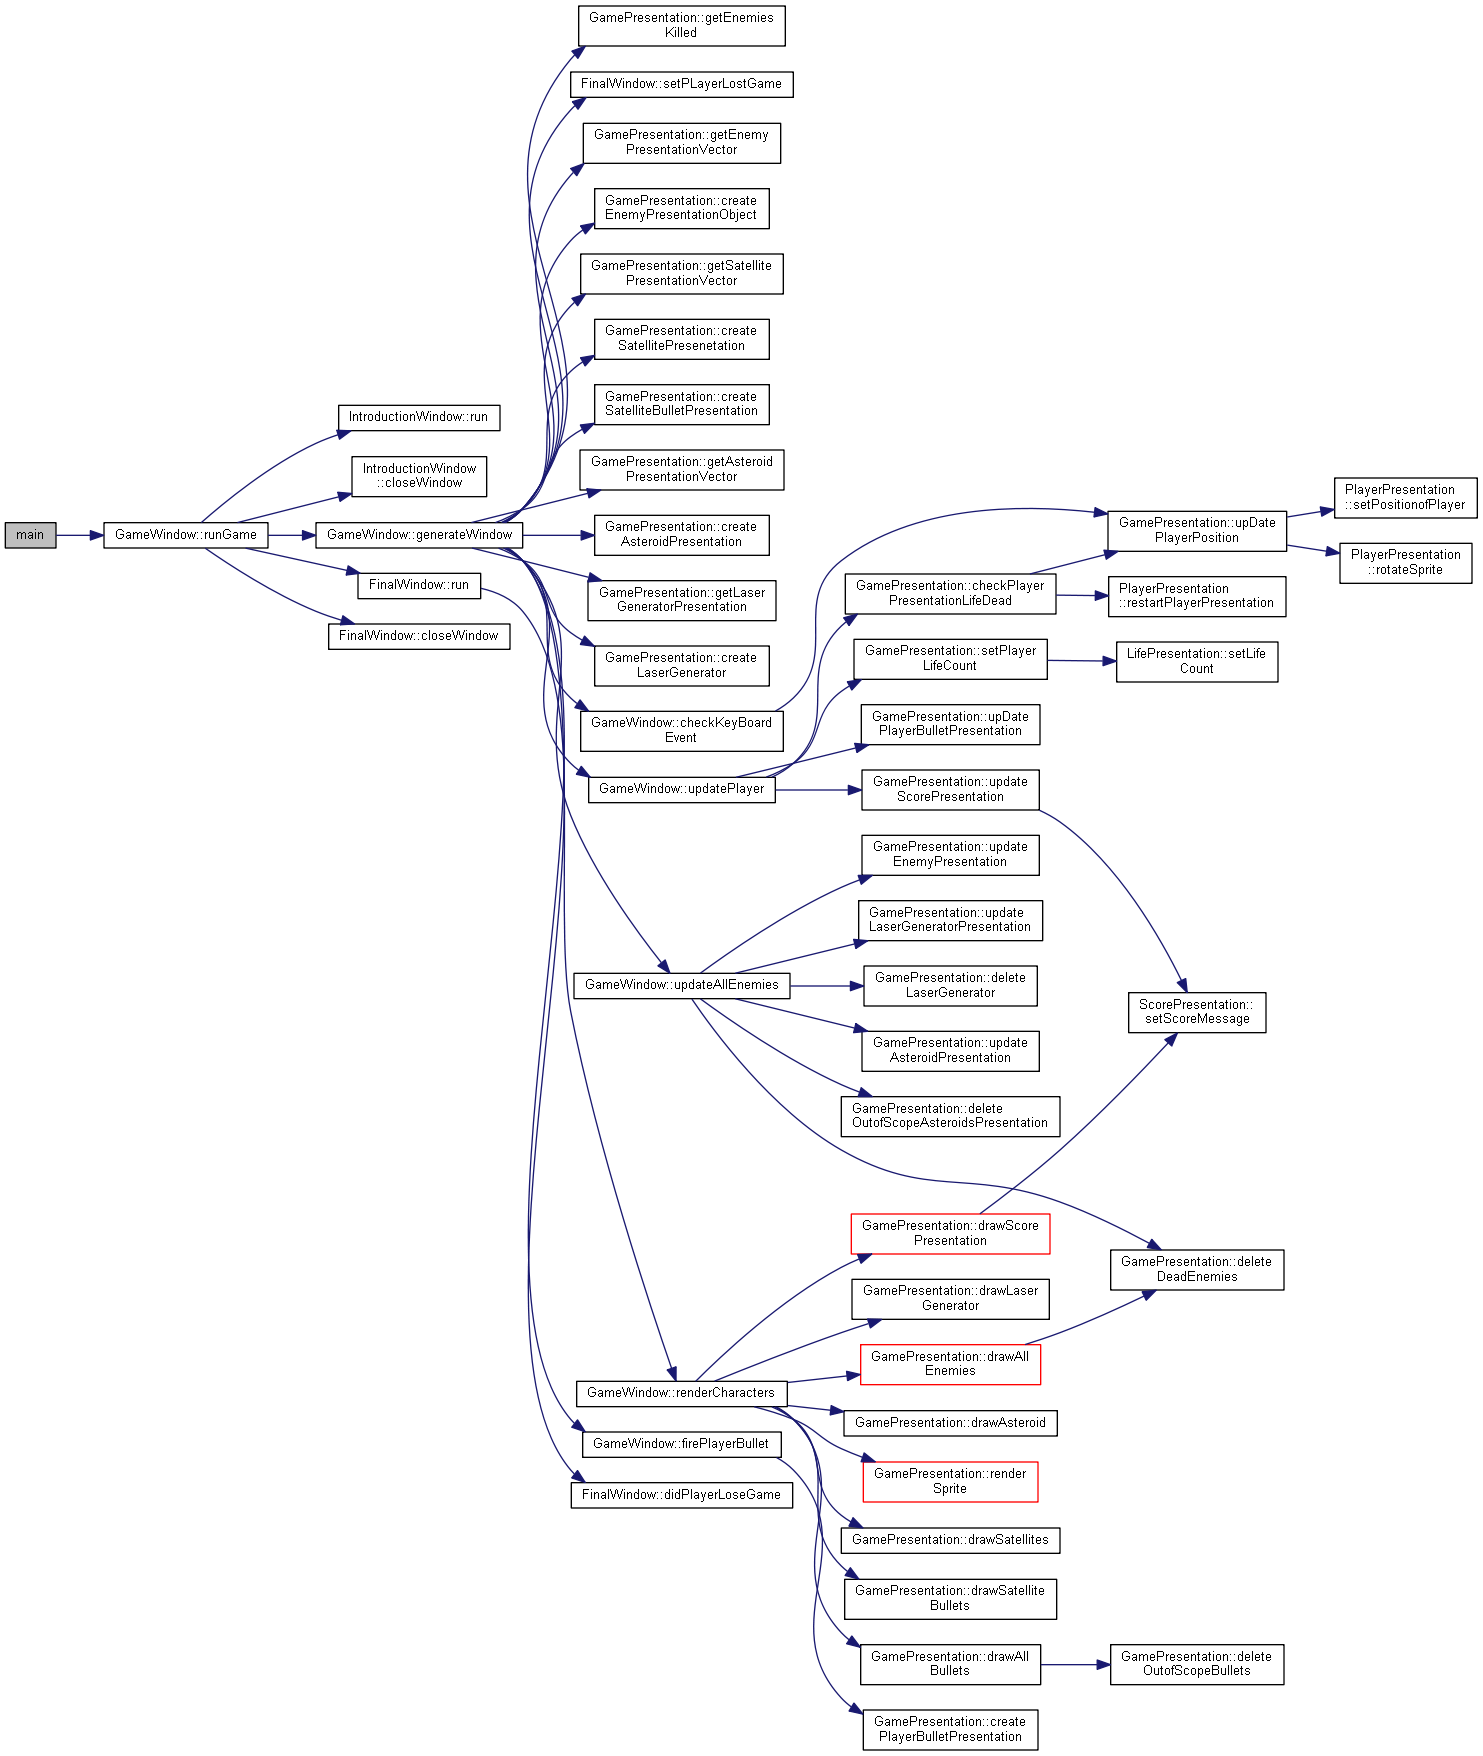 main
GameWindow::runGame
IntroductionWindow::run
IntroductionWindow
::closeWindow
GameWindow::generateWindow
FinalWindow::run
FinalWindow::closeWindow
GamePresentation::getEnemies
Killed
FinalWindow::setPLayerLostGame
GamePresentation::getEnemy
PresentationVector
GamePresentation::create
EnemyPresentationObject
GamePresentation::getSatellite
PresentationVector
GamePresentation::create
SatellitePresenetation
GamePresentation::create
SatelliteBulletPresentation
GamePresentation::getAsteroid
PresentationVector
GamePresentation::create
AsteroidPresentation
GamePresentation::getLaser
GeneratorPresentation
GamePresentation::create
LaserGenerator
GameWindow::checkKeyBoard
Event
GameWindow::updatePlayer
GameWindow::updateAllEnemies
GameWindow::renderCharacters
GameWindow::firePlayerBullet
FinalWindow::didPlayerLoseGame
GamePresentation::checkPlayer
PresentationLifeDead
GamePresentation::setPlayer
LifeCount
GamePresentation::upDate
PlayerBulletPresentation
GamePresentation::update
ScorePresentation
GamePresentation::update
EnemyPresentation
GamePresentation::update
LaserGeneratorPresentation
GamePresentation::delete
LaserGenerator
GamePresentation::update
AsteroidPresentation
GamePresentation::delete
OutofScopeAsteroidsPresentation
GamePresentation::drawScore
Presentation
GamePresentation::drawLaser
Generator
GamePresentation::drawAll
Enemies
GamePresentation::drawAsteroid
GamePresentation::render
Sprite
GamePresentation::drawSatellites
GamePresentation::drawSatellite
Bullets
GamePresentation::drawAll
Bullets
GamePresentation::create
PlayerBulletPresentation
GamePresentation::upDate
PlayerPosition
PlayerPresentation
::restartPlayerPresentation
LifePresentation::setLife
Count
ScorePresentation::
setScoreMessage
GamePresentation::delete
DeadEnemies
GamePresentation::delete
OutofScopeBullets
PlayerPresentation
::setPositionofPlayer
PlayerPresentation
::rotateSprite